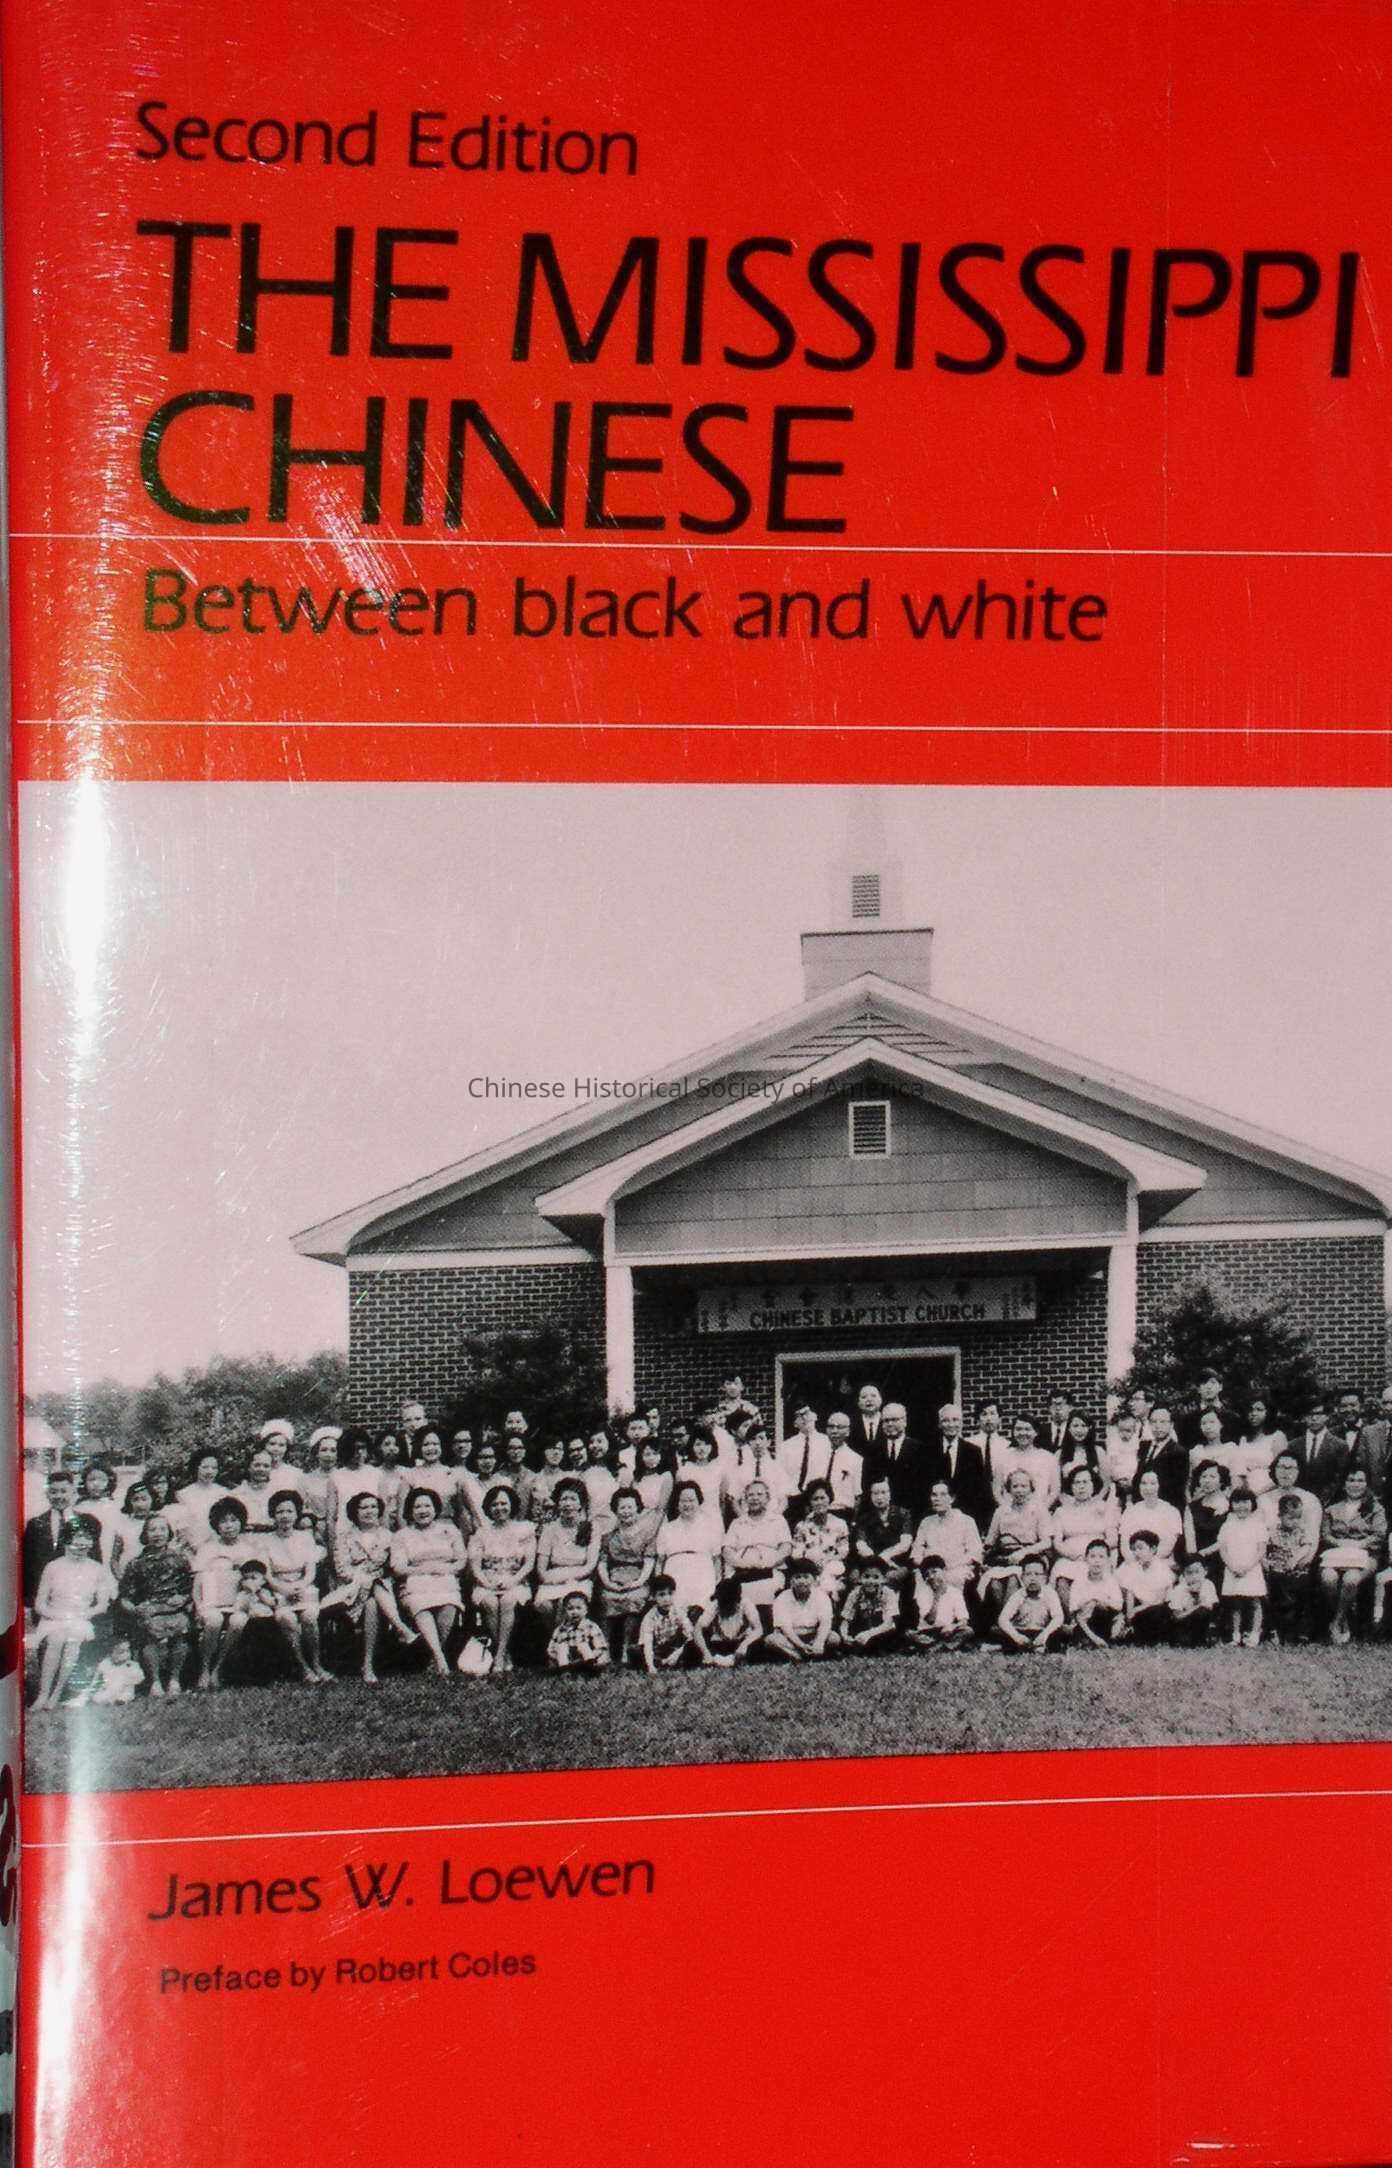 Second Edition
THE MISSISSIPPI
CHINESE
Between black and white
Chinese Historical Society of America
CHINESE BAPTIST CHURCH
James W. Loewen
Preface by Robert Coles